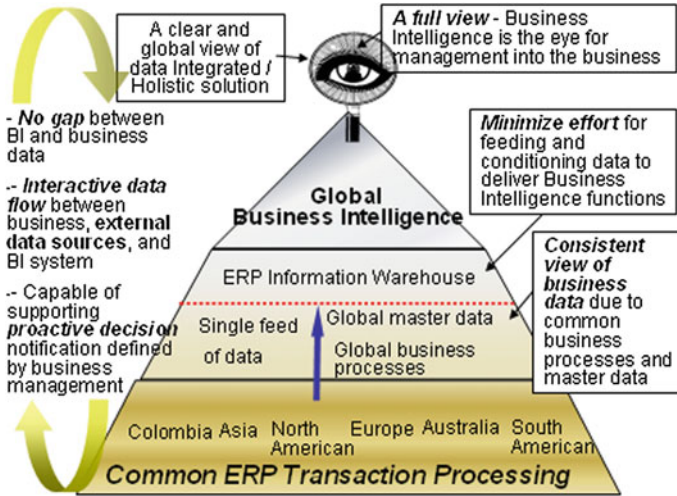 A clear and
global view of
data Integrated /
Holistic solution
A full view - Business
Intelligence is the eye for
management into the business
- No gap between
BI and business
data
.- Interactive data
flow between
business, external
data sources, and
BI system
.- Capable of
supporting
proactive decision
notification defined
by business
management
Minimize effort for
feeding and
conditioning data to
deliver Business
Intelligence functions
Global
Business Intelligence
Consistent
view of
business
data due to
common
business
processes and
master data
ERP Information Warehouse
Single feed
of data
Global master data
Global business
processes
Colombia
Asia
North
American
Europe
Australia
South
American
Common ERP Transaction Processing